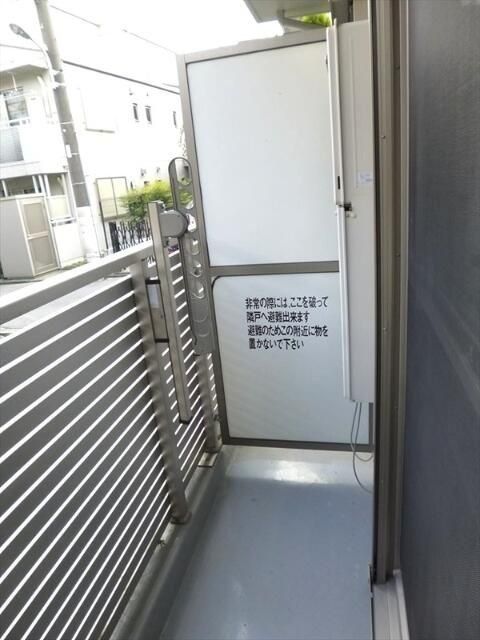 非常の際には、ここを破って
隣戸へ避難出来ます
避難のためこの附近に物を
置かないで下さい